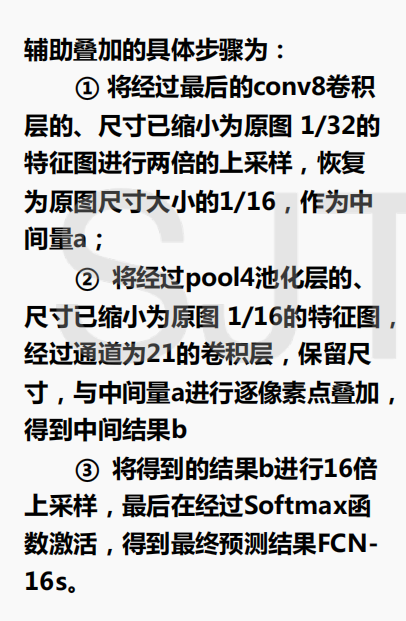 辅助叠加的具体步骤为：
① 将经过最后的conv8卷积
层的、尺寸已缩小为原图 1/32的
特征图进行两倍的上采样，恢复
为原图尺寸大小的1/16，作为中
间量a；
② 将经过pool4池化层的、
尺寸已缩小为原图 1/16的特征图，
经过通道为21的卷积层，保留尺
寸，与中间量a进行逐像素点叠加，
得到中间结果b
③ 将得到的结果b进行16倍
上采样，最后在经过Softmax函
数激活，得到最终预测结果FCN-
16s。
SJT